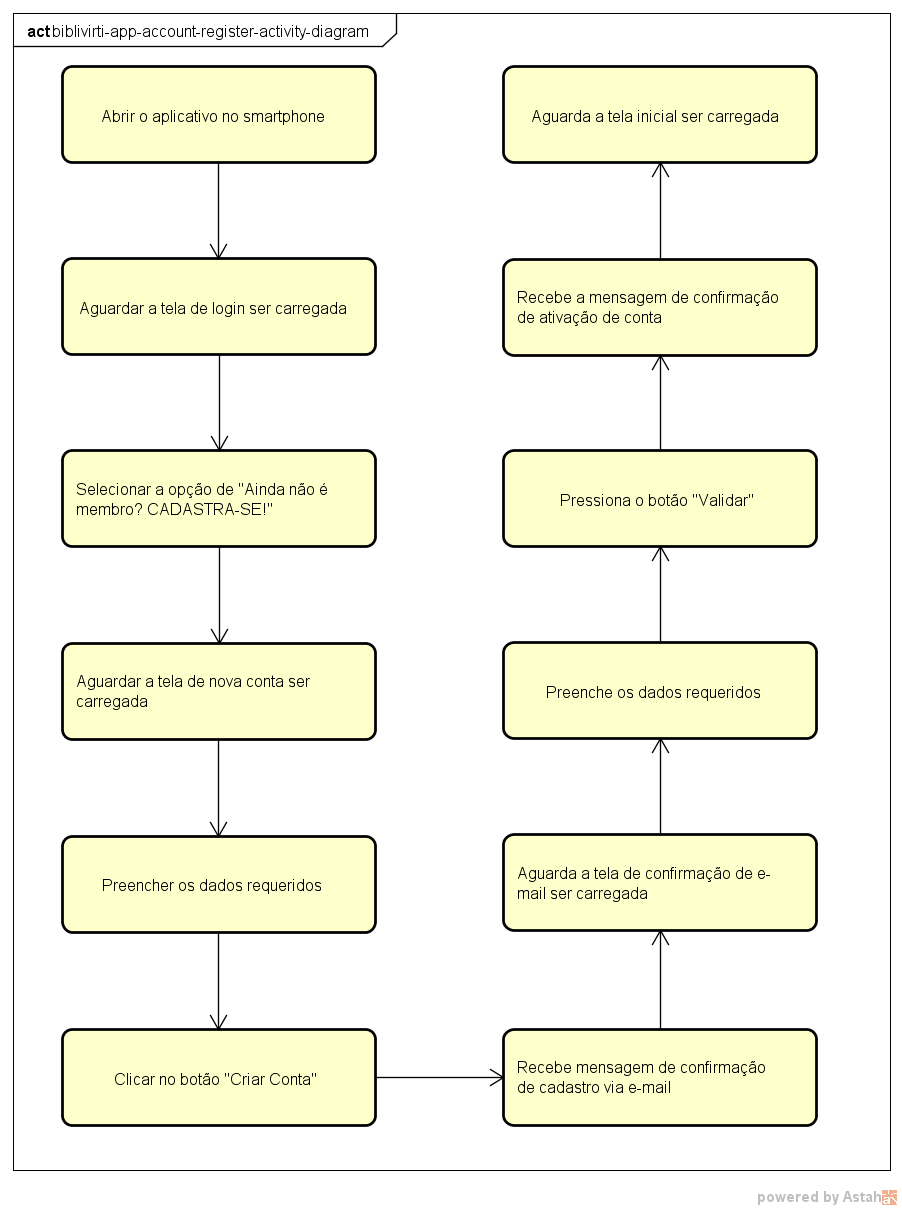 act biblivirti-app-account-register-activity-diagram
Abrir o aplicativo no smartphone
Aguardar a tela de login ser carregada
Selecionar a opção de "Ainda não é
membro? CADASTRA-SE!"
Aguardar a tela de nova conta ser
carregada
Preencher os dados requeridos
Clicar no botão "Criar Conta"
Recebe mensagem de confirmação
de cadastro via e-mail
Aguarda a tela de confirmação de e-
mail ser carregada
Preenche os dados requeridos
Pressiona o botão "Validar"
Recebe a mensagem de confirmação
de ativação de conta
Aguarda a tela inicial ser carregada
powered by Astah